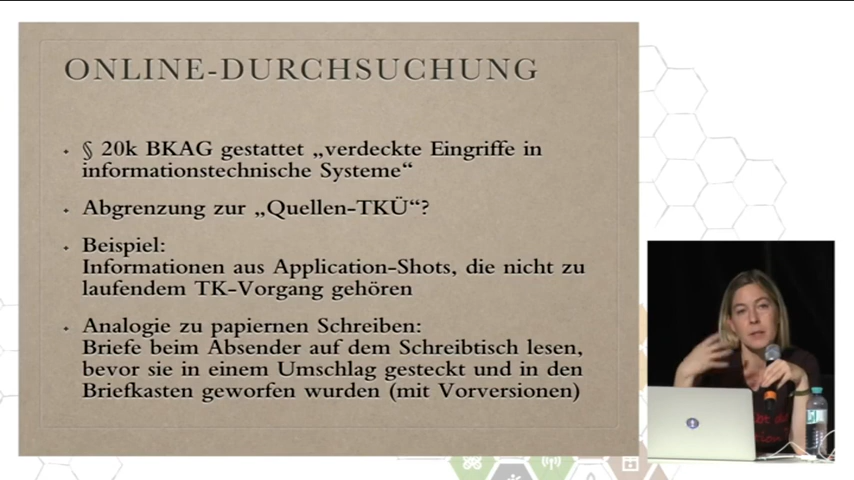 ONLINE-DURCHSUCHUNG
§ 20k BKAG gestattet „verdeckte Eingriffe in
informationstechnische Systeme“
Abgrenzung zur „Quellen-TKÜ“?
Beispiel:
Informationen aus Application-Shots, die nicht zu
laufendem TK-Vorgang gehören
Analogie zu papiernen Schreiben:
Briefe beim Absender auf dem Schreibtisch lesen,
bevor sie in einem Umschlag gesteckt und in den
Briefkasten geworfen wurden (mit Vorversionen)